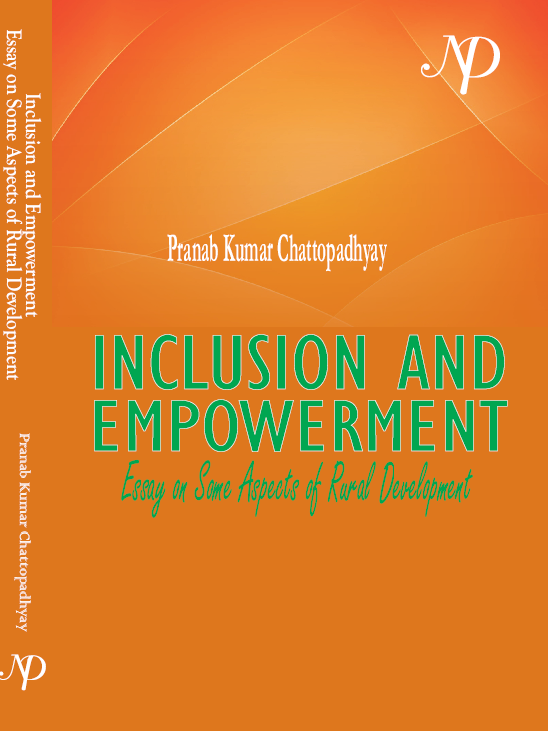 Inclusion and Empowerment
Essay on Some Aspects of Rural Development
Pranab Kumar Chattopadhyay
NP
NP
Pranab Kumar Chattopadhyay
INCLUSION AND
EMPOWERMENT
Essay on Some Aspects of Rural Development